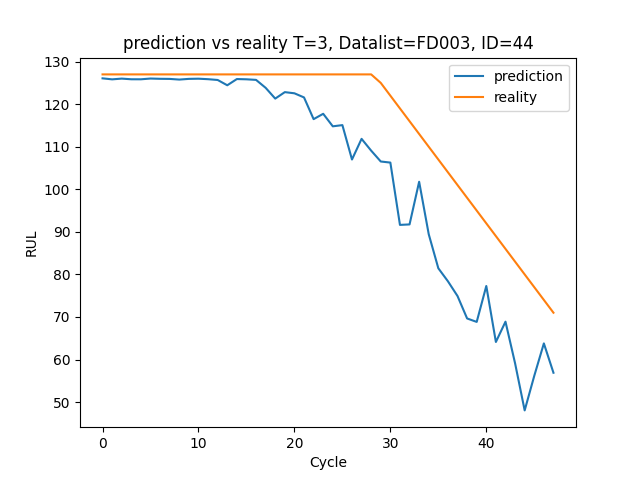 prediction vs reality T=3, Datalist=FD003, ID=44
prediction
reality
130
120
110
100
90
80
70
60
50
RUL
0 10 20 30 40
Cycle